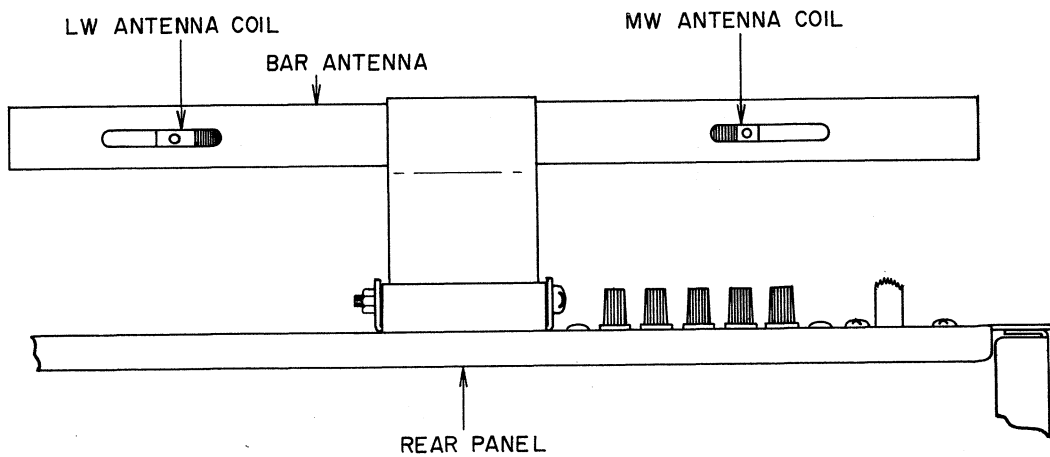 LW ANTENNA COIL
MW ANTENNA COIL
BAR ANTENNA
REAR PANEL